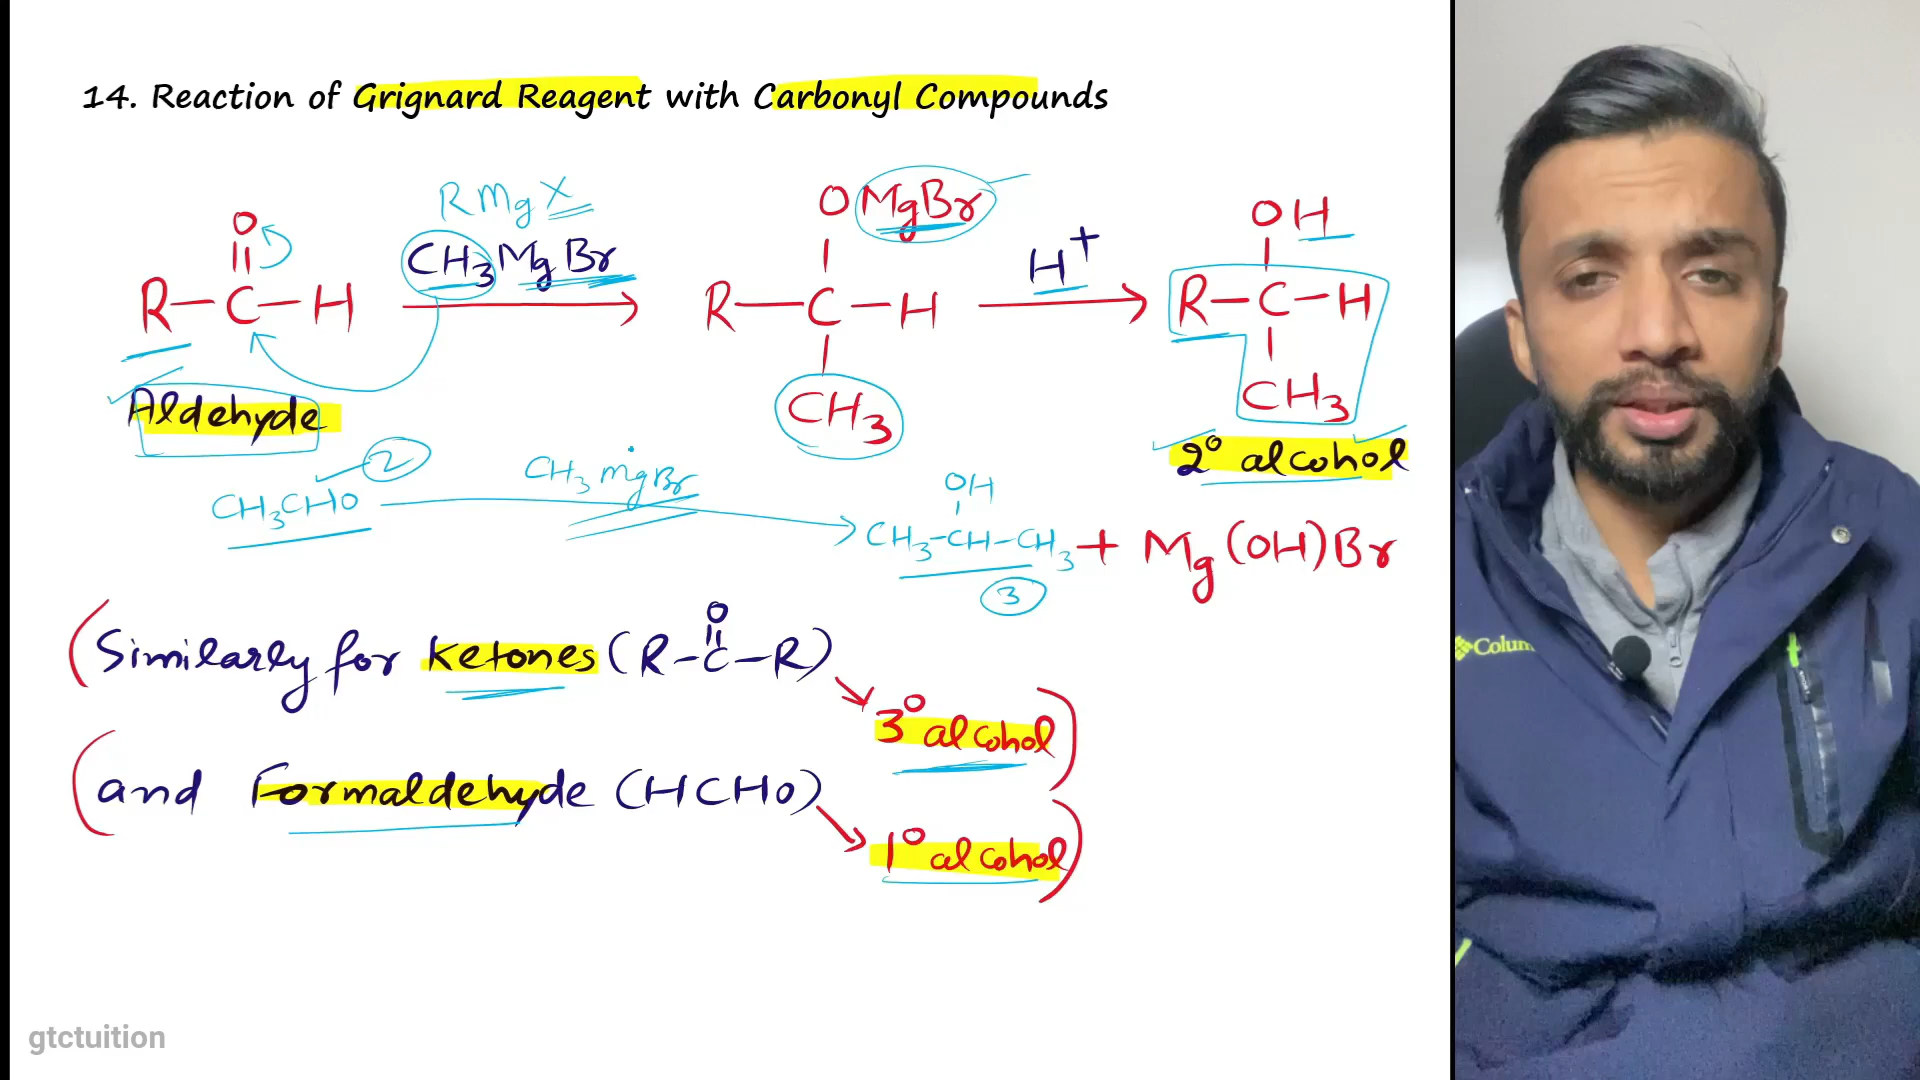 14. Reaction of Grignard Reagent with Carbonyl Compounds
RMgX
O
CH3MgBr
R-C-H
Aldehyde
OMgBr
R-C-H
CH3
H+
OH
R-C-H
CH3
2° alcohol
2
CH3CHO
CH3MgBr
OH
CH3-CH-CH3 + Mg(OH)Br
3
(Similarly for Ketones (R-C-R)
O
3° alcohol)
(and Formaldehyde (HCHO)
1° alcohol)
gtctuition